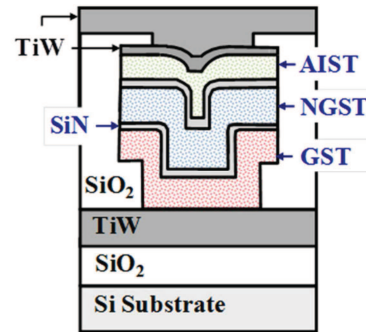 TiW
AIST
NGST
SiN
GST
SiO2
TiW
SiO2
Si Substrate